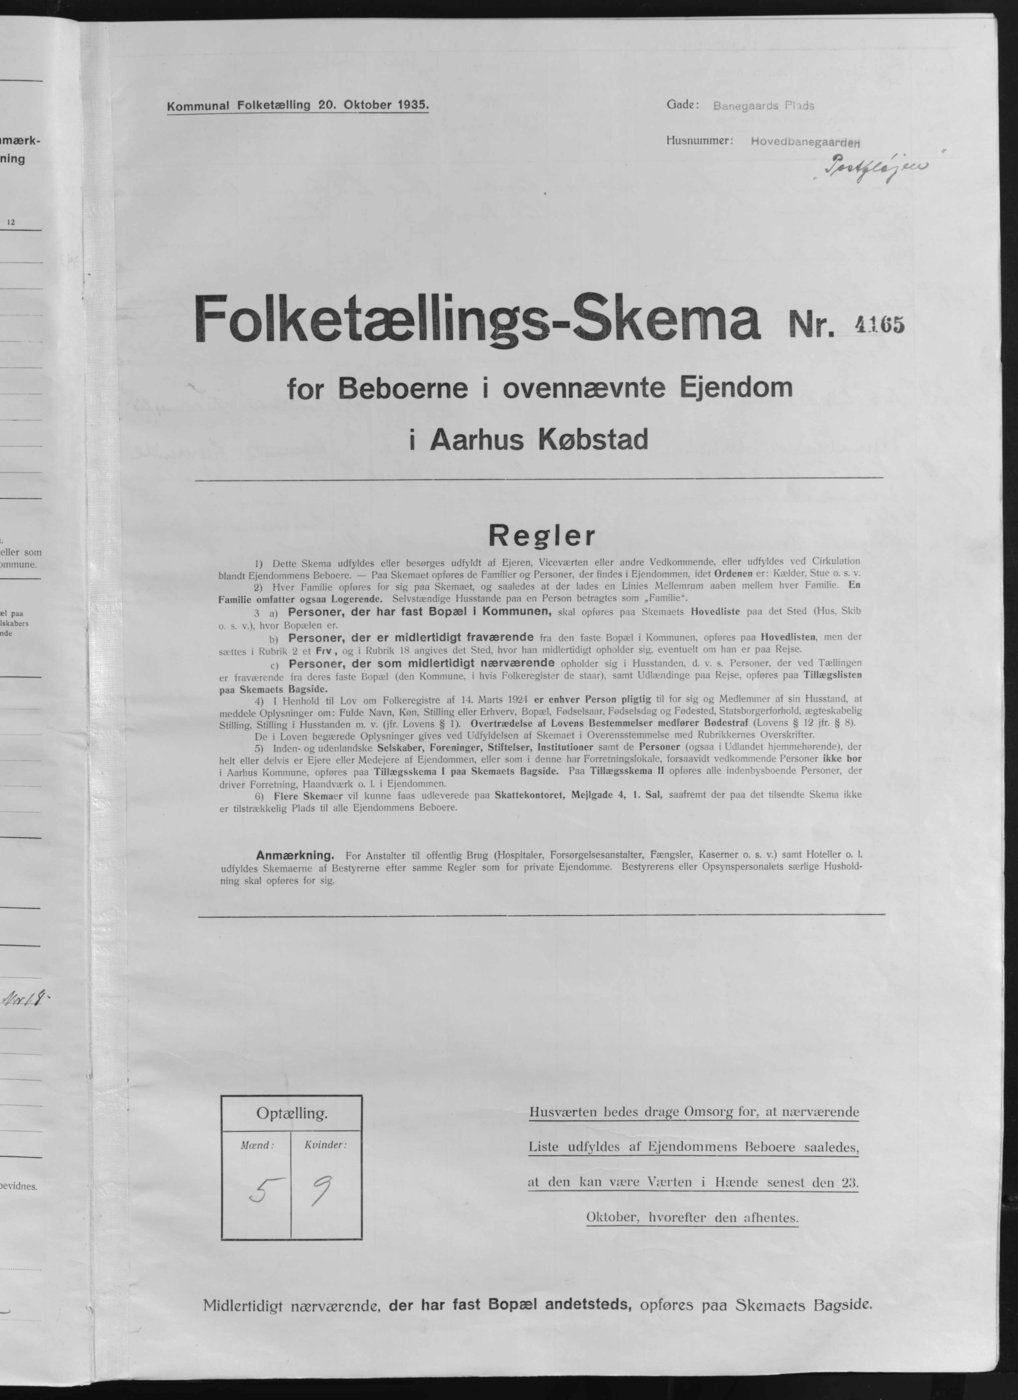 mærk-
ning
12
eller som
ommune.
el paa
lskabers
nde
bevidnes.
Kommunal Folketælling 20. Oktober 1935.
Gade: Banegaards Plads
Husnummer: Hovedbanegaarden
"Postfløjen"
Folketællings-Skema Nr. 4165
for Beboerne i ovennævnte Ejendom
i Aarhus Købstad
Regler
1) Dette Skema udfyldes eller besørges udfyldt af Ejeren, Viceværten eller andre Vedkommende, eller udfyldes ved Cirkulation
blandt Ejendommens Beboere. — Paa Skemaet opføres de Familier og Personer, der findes i Ejendommen, idet Ordenen er: Kælder, Stue o. s. v.
2) Hver Familie opføres for sig paa Skemaet, og saaledes at der lades en Linies Mellemrum aaben mellem hver Familie. En
Familie omfatter ogsaa Logerende. Selvstændige Husstande paa en Person betragtes som „Familie".
3 a) Personer, der har fast Bopæl i Kommunen, skal opføres paa Skemaets Hovedliste paa det Sted (Hus, Skib
o. s. v.), hvor Bopælen er.
b) Personer, der er midlertidigt fraværende fra den faste Bopæl i Kommunen, opføres paa Hovedlisten, men der
sættes i Rubrik 2 et Frv., og i Rubrik 18 angives det Sted, hvor han midlertidigt opholder sig, eventuelt om han er paa Rejse.
c) Personer, der som midlertidigt nærværende opholder sig i Husstanden, d. v. s. Personer, der ved Tællingen
er fraværende fra deres faste Bopæl (den Kommune, i hvis Folkeregister de staar), samt Udlændinge paa Rejse, opføres paa Tillægslisten
paa Skemaets Bagside.
4) I Henhold til Lov om Folkeregistre af 14. Marts 1924 er enhver Person pligtig til for sig og Medlemmer af sin Husstand, at
meddele Oplysninger om: Fulde Navn, Køn, Stilling eller Erhverv, Bopæl, Fødselsaar, Fødselsdag og Fødested, Statsborgerforhold, ægteskabelig
Stilling, Stilling i Husstanden m. v. (jfr. Lovens § 1). Overtrædelse af Lovens Bestemmelser medfører Bødestraf (Lovens § 12 jfr. § 8).
De i Loven begærede Oplysninger gives ved Udfyldelsen af Skemaet i Overensstemmelse med Rubrikkernes Overskrifter.
5) Inden- og udenlandske Selskaber, Foreninger, Stiftelser, Institutioner samt de Personer (ogsaa i Udlandet hjemmehørende), der
helt eller delvis er Ejere eller Medejere af Ejendommen, eller som i denne har Forretningslokale, forsaavidt vedkommende Personer ikke bor
i Aarhus Kommune, opføres paa Tillægsskema I paa Skemaets Bagside. Paa Tillægsskema II opføres alle indenbysboende Personer, der
driver Forretning, Haandværk o. l. i Ejendommen.
6) Flere Skemaer vil kunne faas udleverede paa Skattekontoret, Mejlgade 4, 1. Sal, saafremt der paa det tilsendte Skema ikke
er tilstrækkelig Plads til alle Ejendommens Beboere.
Anmærkning. For Anstalter til offentlig Brug (Hospitaler, Forsørgelsesanstalter, Fængsler, Kaserner o. s. v.) samt Hoteller o. l.
udfyldes Skemaerne af Bestyrerne efter samme Regler som for private Ejendomme. Bestyrerens eller Opsynspersonalets særlige Hushold-
ning skal opføres for sig.
Optælling.
Mænd: Kvinder:
5 9
Husværten bedes drage Omsorg for, at nærværende
Liste udfyldes af Ejendommens Beboere saaledes,
at den kan være Værten i Hænde senest den 23.
Oktober, hvorefter den afhentes.
Midlertidigt nærværende, der har fast Bopæl andetsteds, opføres paa Skemaets Bagside.